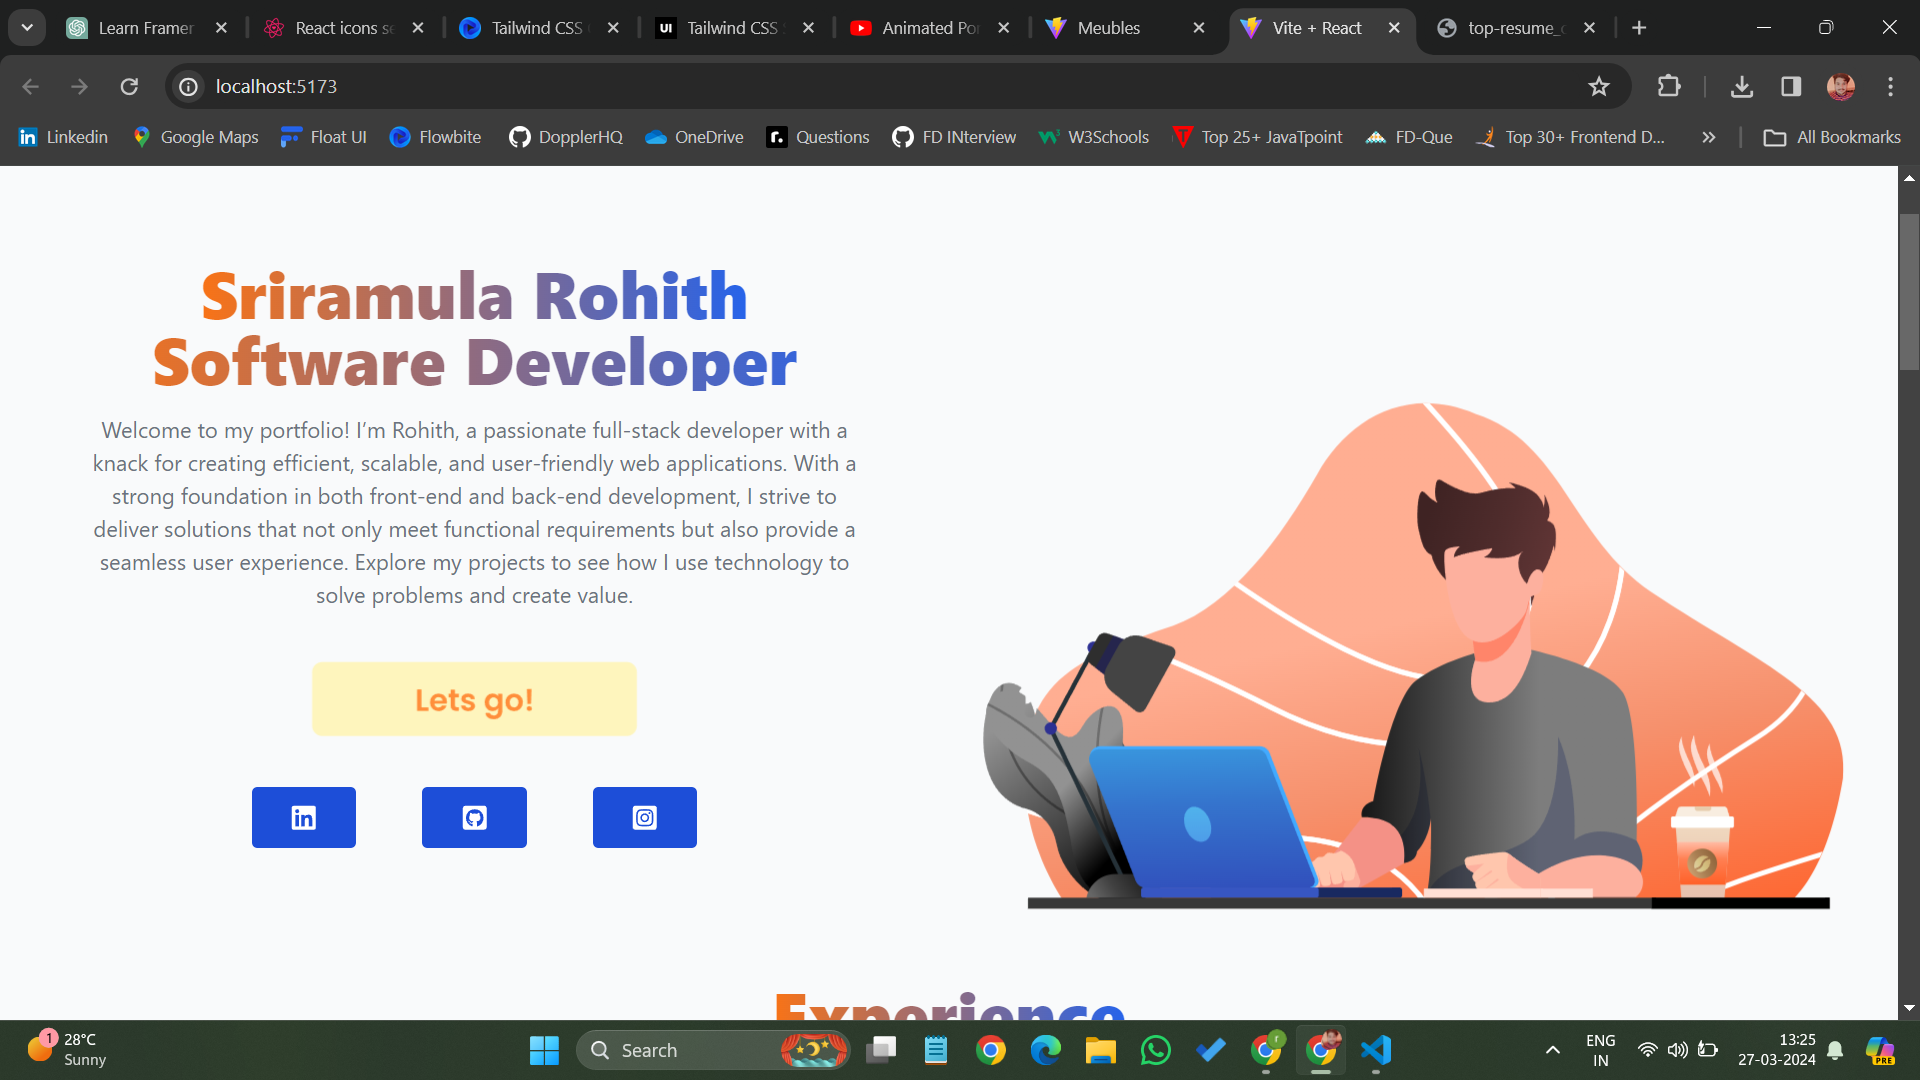 Learn Framer
React icons se
Tailwind CSS
UI
Tailwind CSS
Animated Por
Meubles
Vite + React
top-resume_
localhost:5173
Linkedin
Google Maps
Float UI
Flowbite
DopplerHQ
OneDrive
r.
Questions
FD INterview
W3Schools
Top 25+ JavaTpoint
FD-Que
Top 30+ Frontend D...
All Bookmarks
Sriramula Rohith
Software Developer
Welcome to my portfolio! I’m Rohith, a passionate full-stack developer with a
knack for creating efficient, scalable, and user-friendly web applications. With a
strong foundation in both front-end and back-end development, I strive to
deliver solutions that not only meet functional requirements but also provide a
seamless user experience. Explore my projects to see how I use technology to
solve problems and create value.
Lets go!
Experience
1
28°C
Sunny
Search
ENG
IN
13:25
27-03-2024
PRE